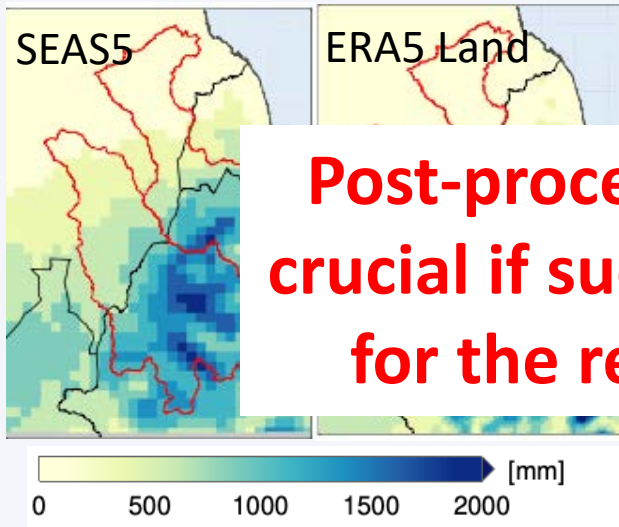 SEAS5
ERA5 Land
Post-proce
crucial if su
for the re
[mm]
0 500 1000 1500 2000